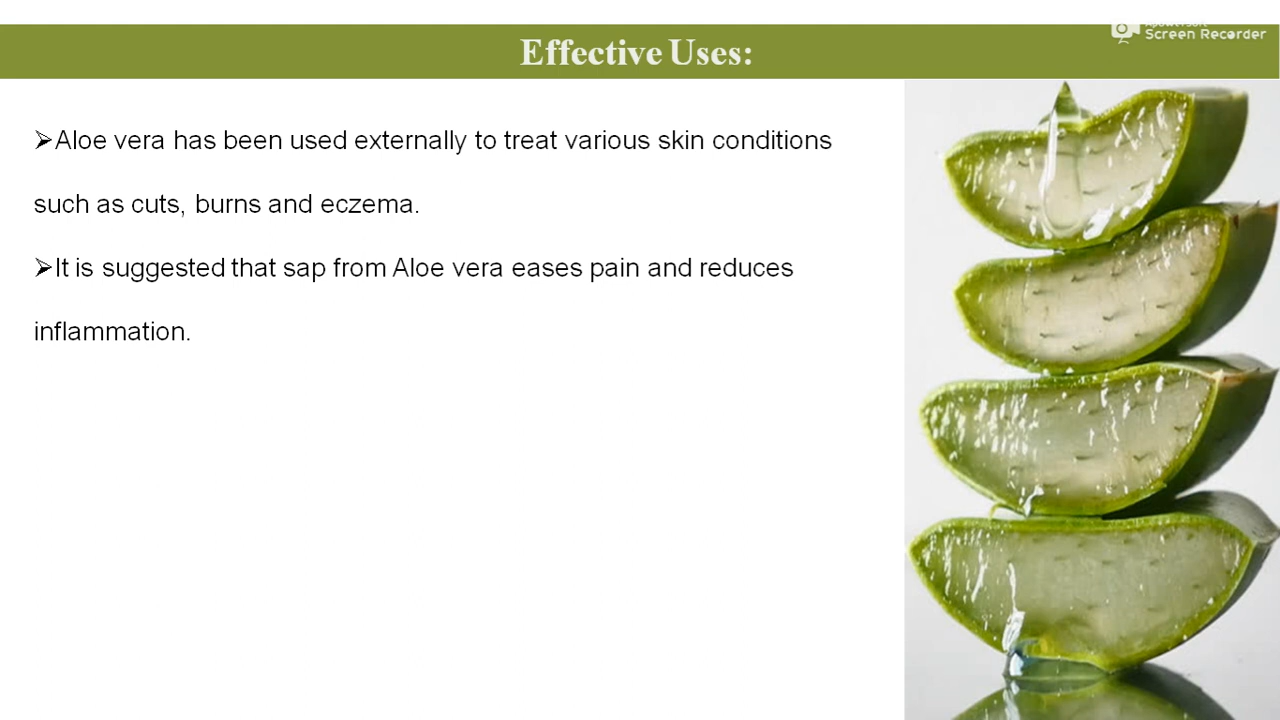 Screen Recorder
Effective Uses:
➢Aloe vera has been used externally to treat various skin conditions
such as cuts, burns and eczema.
➢It is suggested that sap from Aloe vera eases pain and reduces
inflammation.